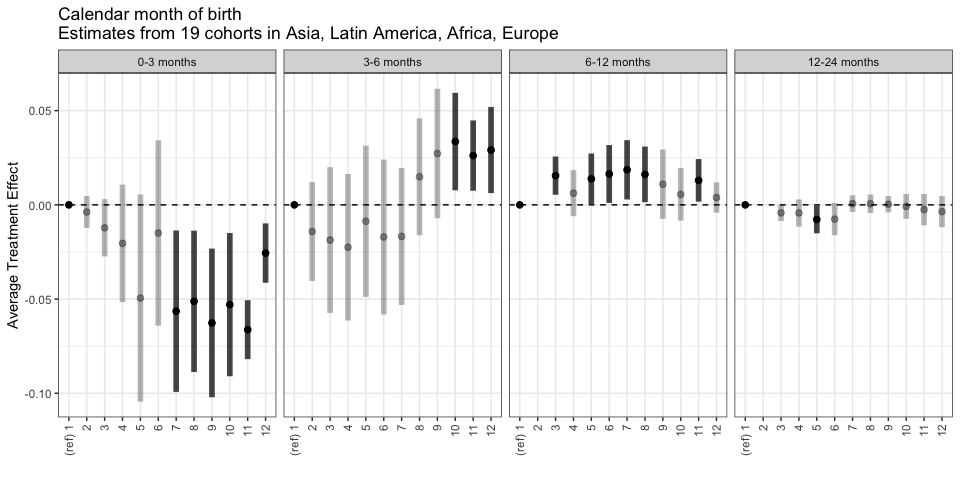 Calendar month of birth
Estimates from 19 cohorts in Asia, Latin America, Africa, Europe
0-3 months
3-6 months
6-12 months
12-24 months
Average Treatment Effect
0.05
0.00
-0.05
-0.10
(ref) 1 2 3 4 5 6 7 8 9 10 11 12
(ref) 1 2 3 4 5 6 7 8 9 10 11 12
(ref) 1 2 3 4 5 6 7 8 9 10 11 12
(ref) 1 2 3 4 5 6 7 8 9 10 11 12